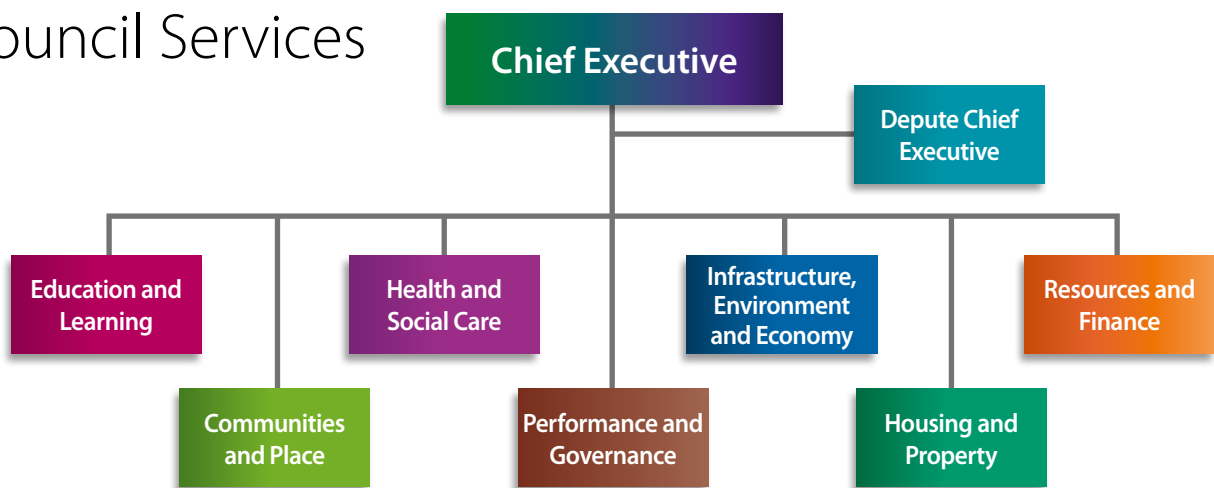 ouncil Services
Chief Executive
Depute Chief
Executive
Education and
Learning
Health and
Social Care
Infrastructure,
Environment
and Economy
Resources and
Finance
Communities
and Place
Performance and
Governance
Housing and
Property